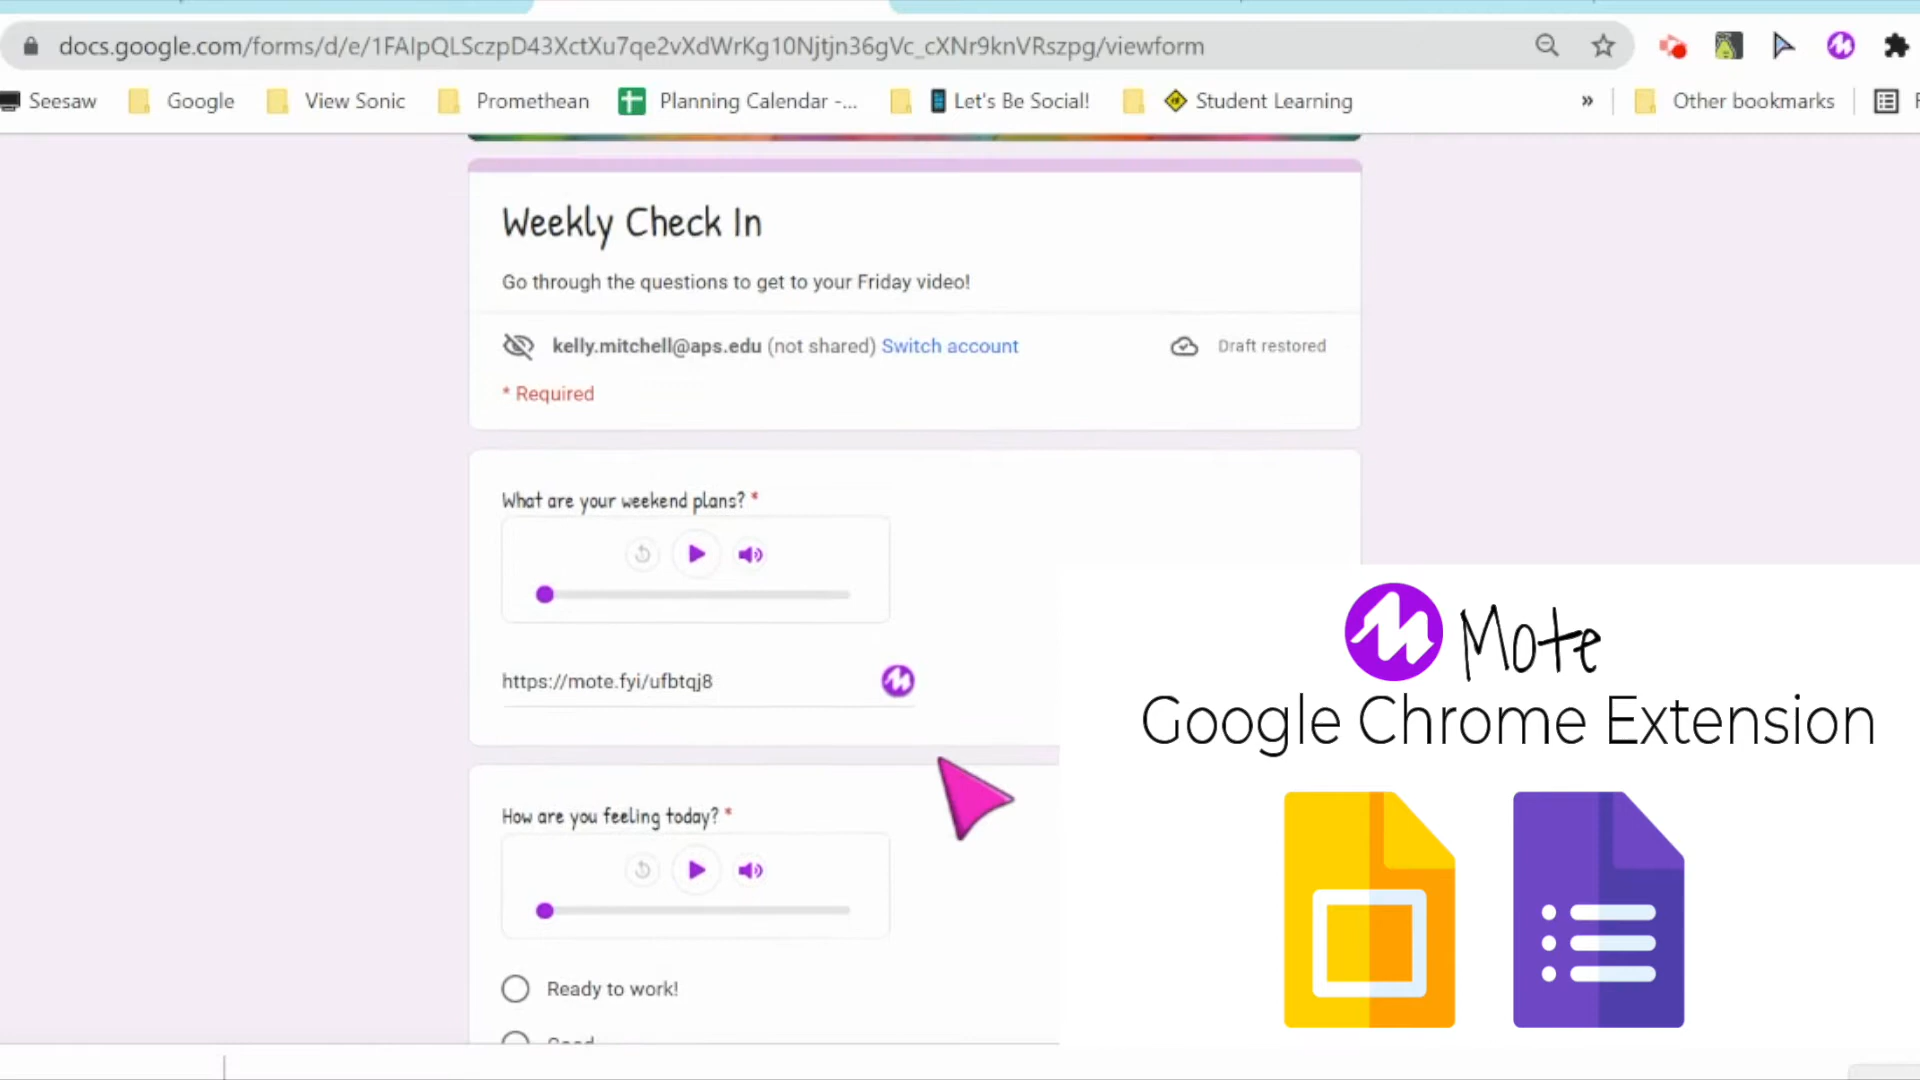 docs.google.com/forms/d/e/1FAIpQLSczpD43XctXu7qe2vXdWrKg10Njtjn36gVc_cXNr9knVRszpg/viewform
Seesaw Google View Sonic Promethean Planning Calendar -... Let's Be Social! Student Learning » Other bookmarks
Weekly Check In
Go through the questions to get to your Friday video!
kelly.mitchell@aps.edu (not shared) Switch account Draft restored
* Required
What are your weekend plans? *
https://mote.fyi/ufbtqj8
Mote
Google Chrome Extension
How are you feeling today? *
Ready to work!